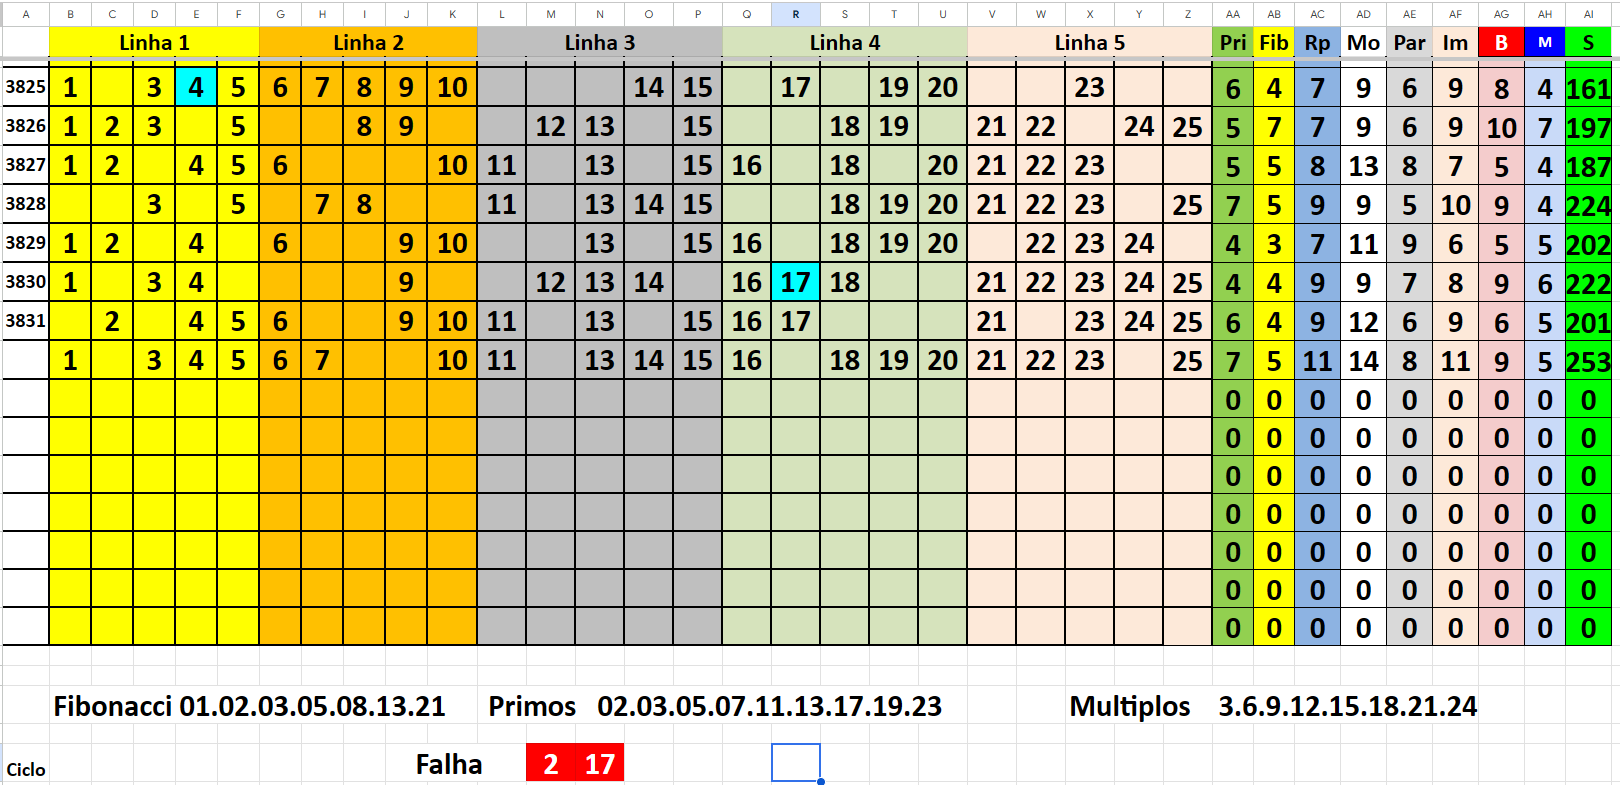 A B C D E F G H I J K L M N O P Q R S T U V W X Y Z AA AB AC AD AE AF AG AH AI
Linha 1 Linha 2 Linha 3 Linha 4 Linha 5 Pri Fib Rp Mo Par Im B M S
3825 1 3 4 5 6 7 8 9 10 14 15 17 19 20 23 6 4 7 9 6 9 8 4 161
3826 1 2 3 5 8 9 12 13 15 18 19 21 22 24 25 5 7 7 9 6 9 10 7 197
3827 1 2 4 5 6 10 11 13 15 16 18 20 21 22 23 5 5 8 13 8 7 5 4 187
3828 3 5 7 8 11 13 14 15 18 19 20 21 22 23 25 7 5 9 9 5 10 9 4 224
3829 1 2 4 6 9 10 13 15 16 18 19 20 22 23 24 4 3 7 11 9 6 5 5 202
3830 1 3 4 9 12 13 14 16 17 18 21 22 23 24 25 4 4 9 9 7 8 9 6 222
3831 2 4 5 6 9 10 11 13 15 16 17 21 23 24 25 6 4 9 12 6 9 6 5 201
1 3 4 5 6 7 10 11 13 14 15 16 18 19 20 21 22 23 25 7 5 11 14 8 11 9 5 253
0 0 0 0 0 0 0 0 0
0 0 0 0 0 0 0 0 0
0 0 0 0 0 0 0 0 0
0 0 0 0 0 0 0 0 0
0 0 0 0 0 0 0 0 0
0 0 0 0 0 0 0 0 0
0 0 0 0 0 0 0 0 0
Fibonacci 01.02.03.05.08.13.21 Primos 02.03.05.07.11.13.17.19.23 Multiplos 3.6.9.12.15.18.21.24
Ciclo Falha 2 17